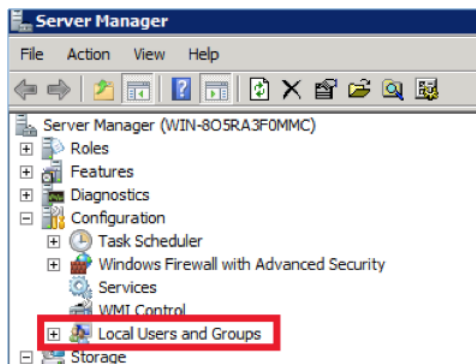 Server Manager
File Action View Help
Server Manager (WIN-8O5RA3F0MMC)
Roles
Features
Diagnostics
Configuration
Task Scheduler
Windows Firewall with Advanced Security
Services
WMI Control
Local Users and Groups
Storage